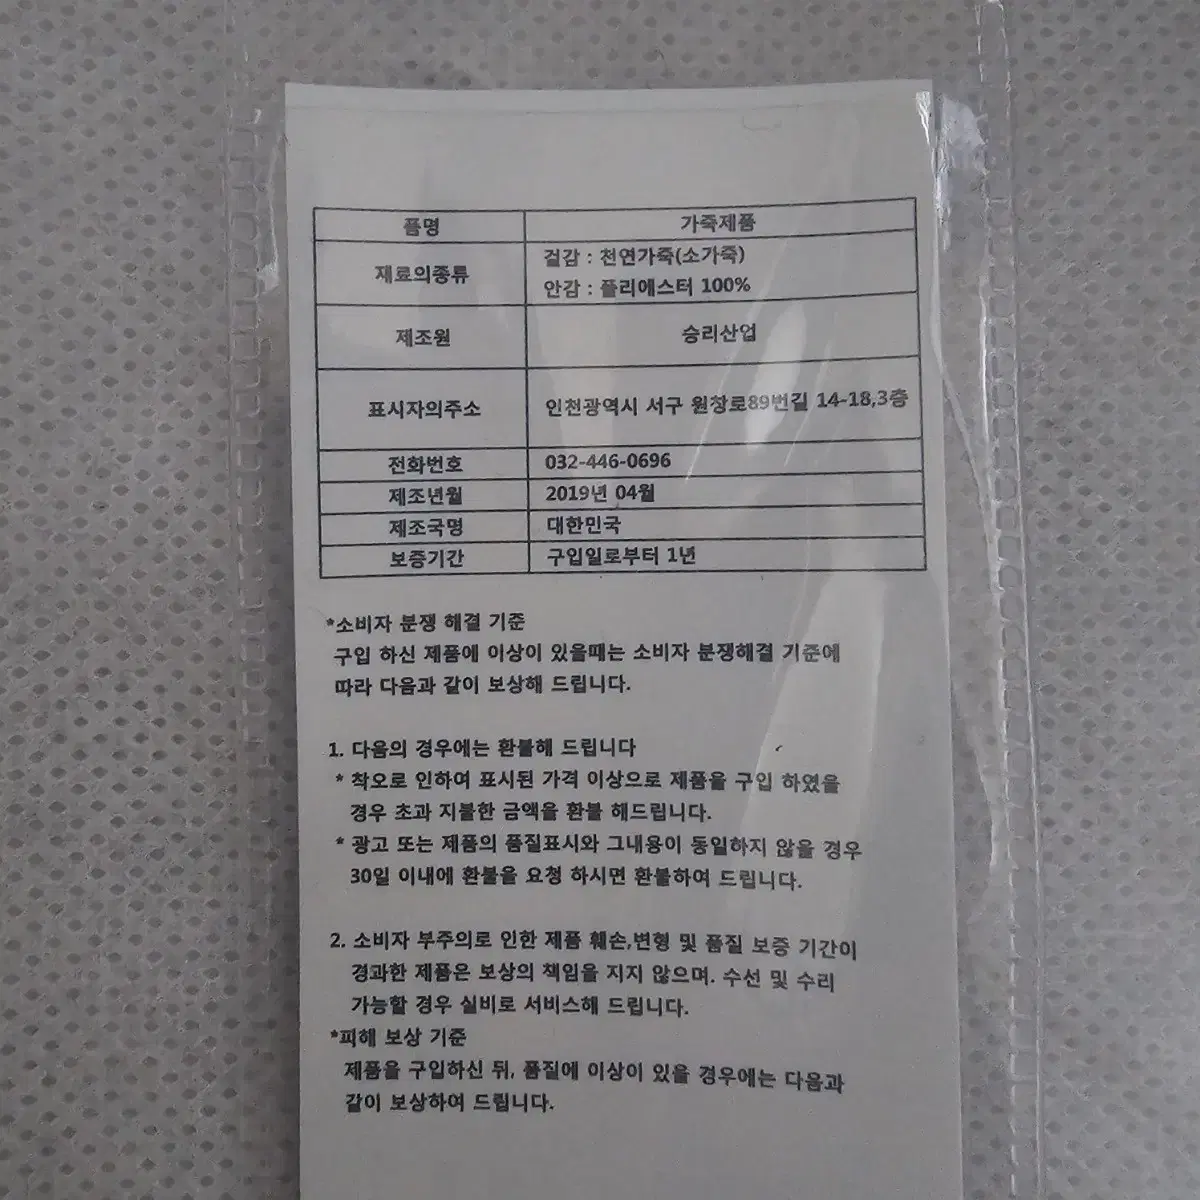 품명 가죽제품
재료의종류 겉감 : 천연가죽(소가죽)
안감 : 폴리에스터 100%
제조원 승리산업
표시자의주소 인천광역시 서구 원창로89번길 14-18,3층
전화번호 032-446-0696
제조년월 2019년 04월
제조국명 대한민국
보증기간 구입일로부터 1년
*소비자 분쟁 해결 기준
구입 하신 제품에 이상이 있을때는 소비자 분쟁해결 기준에
따라 다음과 같이 보상해 드립니다.
1. 다음의 경우에는 환불해 드립니다
* 착오로 인하여 표시된 가격 이상으로 제품을 구입 하였을
경우 초과 지불한 금액을 환불 해드립니다.
* 광고 또는 제품의 품질표시와 그내용이 동일하지 않을 경우
30일 이내에 환불을 요청 하시면 환불하여 드립니다.
2. 소비자 부주의로 인한 제품 훼손,변형 및 품질 보증 기간이
경과한 제품은 보상의 책임을 지지 않으며. 수선 및 수리
가능할 경우 실비로 서비스해 드립니다.
*피해 보상 기준
제품을 구입하신 뒤, 품질에 이상이 있을 경우에는 다음과
같이 보상하여 드립니다.